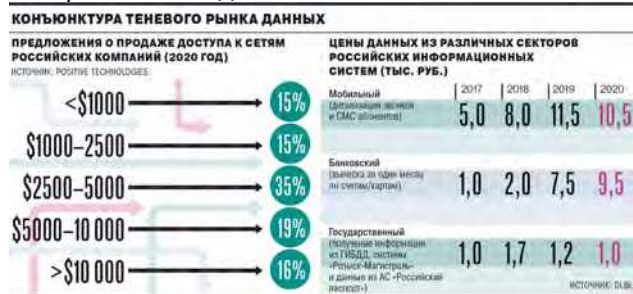 КОНЪЮНКТУРА ТЕНЕВОГО РЫНКА ДАННЫХ
ПРЕДЛОЖЕНИЯ О ПРОДАЖЕ ДОСТУПА К СЕТЯМ
РОССИЙСКИХ КОМПАНИЙ (2020 ГОД)
ИСТОЧНИК: POSITIVE TECHNOLOGIES
<$1000 15%
$1000–2500 15%
$2500–5000 35%
$5000–10 000 19%
>$10 000 16%
ЦЕНЫ ДАННЫХ ИЗ РАЗЛИЧНЫХ СЕКТОРОВ
РОССИЙСКИХ ИНФОРМАЦИОННЫХ
СИСТЕМ (ТЫС. РУБ.)
2017 2018 2019 2020
Мобильный
(детализация звонков
и СМС абонентов)
5,0 8,0 11,5 10,5
Банковский
(выписка за один месяц
по счетам/картам)
1,0 2,0 7,5 9,5
Государственный
(получение информации
из ГИБДД, системы
«Розыск-Магистраль»
и данные из АС «Российский
паспорт»)
1,0 1,7 1,2 1,0
ИСТОЧНИК: DLBI